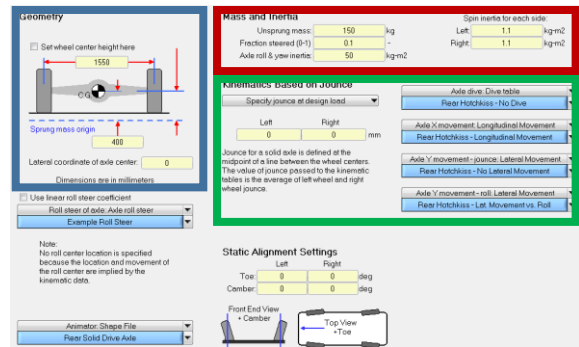 Geometry
Set wheel center height here
1550
C G
Sprung mass origin
400
Lateral coordinate of axle center: 0
Dimensions are in millimeters
Mass and Inertia
Spin inertia for each side:
Unsprung mass: 150 kg
Left: 1.1 kg-m2
Fraction steered (0-1) 0.1 -
Right: 1.1 kg-m2
Axle roll & yaw inertia: 50 kg-m2
Kinematics Based on Jounce
Specify jounce at design load
Left Right
0 0 mm
Jounce for a solid axle is defined at the
midpoint of a line between the wheel centers.
The value of jounce passed to the kinematic
tables is the average of left wheel and right
wheel jounce.
Axle dive: Dive table
Rear Hotchkiss - No Dive
Axle X movement: Longitudinal Movement
Rear Hotchkiss - Longitudinal Movement
Axle Y movement - jounce: Lateral Movement
Rear Hotchkiss - No Lateral Movement
Axle Y movement - roll: Lateral Movement
Rear Hotchkiss - Lat. Movement vs. Roll
Use linear roll steer coefficient
Roll steer of axle: Axle roll steer
Example Roll Steer
Note:
No roll center location is specified
because the location and movement of
the roll center are implied by the
kinematic data.
Animator: Shape File
Rear Solid Drive Axle
Static Alignment Settings
Left Right
Toe: 0 0 deg
Camber: 0 0 deg
Front End View
+ Camber
Top View
+Toe